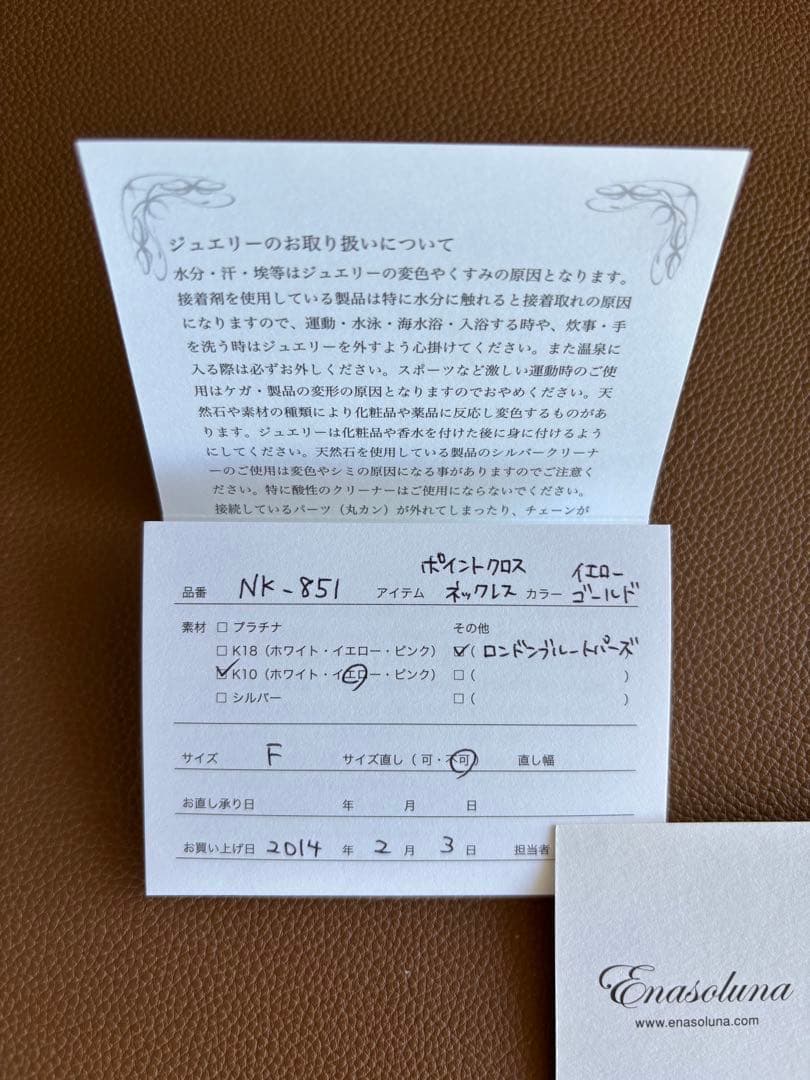 ジュエリーのお取り扱いについて
水分・汗・埃等はジュエリーの変色やくすみの原因となります。
接着剤を使用している製品は特に水分に触れると接着取れの原因
になりますので、運動・水泳・海水浴・入浴する時や、炊事・手
を洗う時はジュエリーを外すよう心掛けてください。また温泉に
入る際は必ずお外しください。スポーツなど激しい運動時のご使
用はケガ・製品の変形の原因となりますのでおやめください。天
然石や素材の種類により化粧品や薬品に反応し変色するものがあ
ります。ジュエリーは化粧品や香水を付けた後に身に付けるよう
にしてください。天然石を使用している製品のシルバークリーナ
ーのご使用は変色やシミの原因になる事がありますのでご注意く
ださい。特に酸性のクリーナーはご使用にならないでください。
接続しているパーツ（丸カン）が外れてしまったり、チェーンが
品番 NK-851 アイテム ポイントクロス ネックレス カラー イエロー ゴールド
素材 □ プラチナ その他
□ K18（ホワイト・イエロー・ピンク） ☑（ ロンドンブルートパーズ
☑ K10（ホワイト・イエロー・ピンク） □（ ）
□ シルバー □（ ）
サイズ F サイズ直し（ 可・不可） 直し幅
お直し承り日 年 月 日
お買い上げ日 2014 年 2 月 3 日 担当者
Enasoluna
www.enasoluna.com